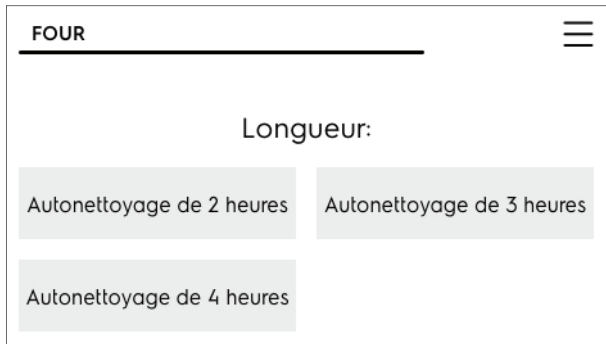 FOUR
Longueur:
Autonettoyage de 2 heures
Autonettoyage de 3 heures
Autonettoyage de 4 heures